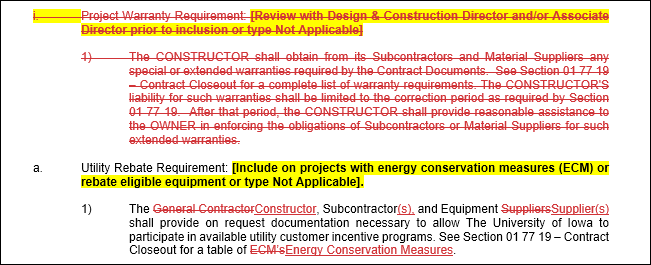 i. Project Warranty Requirement: [Review with Design & Construction Director and/or Associate
Director prior to inclusion or type Not Applicable]
1) The CONSTRUCTOR shall obtain from its Subcontractors and Material Suppliers any
special or extended warranties required by the Contract Documents. See Section 01 77 19
– Contract Closeout for a complete list of warranty requirements. The CONSTRUCTOR'S
liability for such warranties shall be limited to the correction period as required by Section
01 77 19. After that period, the CONSTRUCTOR shall provide reasonable assistance to
the OWNER in enforcing the obligations of Subcontractors or Material Suppliers for such
extended warranties.
a. Utility Rebate Requirement: [Include on projects with energy conservation measures (ECM) or
rebate eligible equipment or type Not Applicable].
1) The General ContractorConstructor, Subcontractor(s), and Equipment SuppliersSupplier(s)
shall provide on request documentation necessary to allow The University of Iowa to
participate in available utility customer incentive programs. See Section 01 77 19 – Contract
Closeout for a table of ECM'sEnergy Conservation Measures.